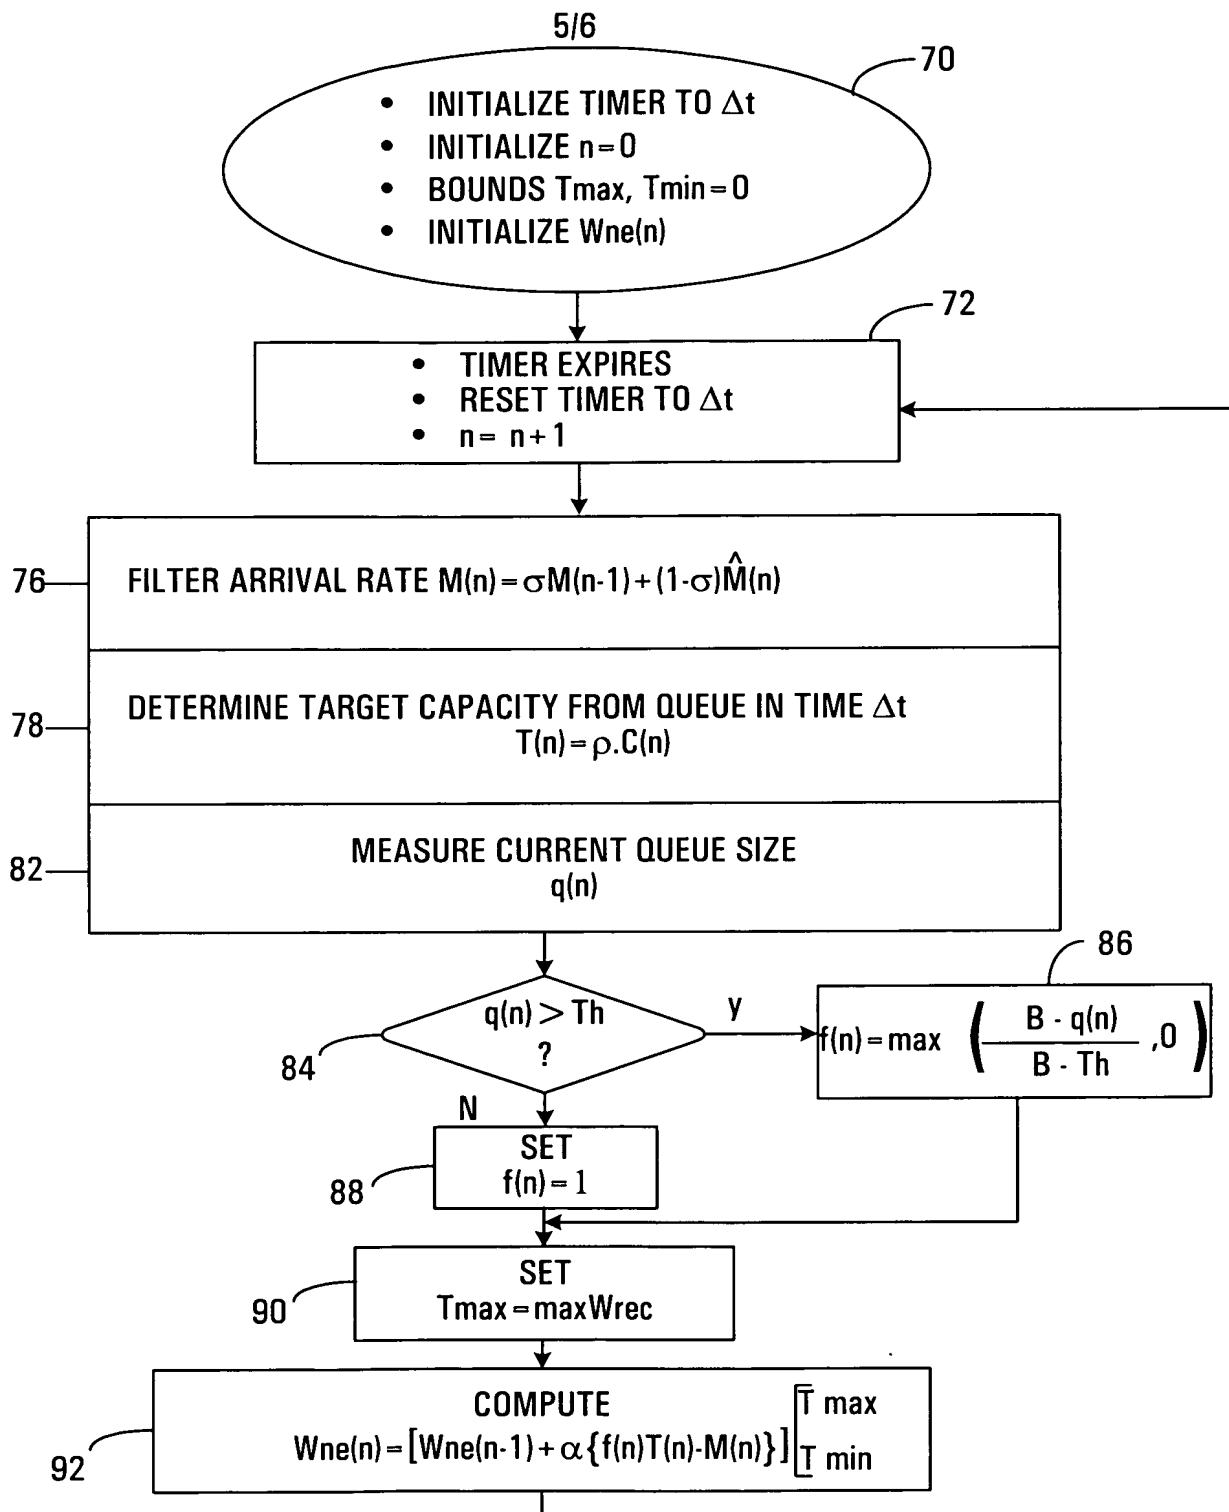 5/6
70
• INITIALIZE TIMER TO Δt
• INITIALIZE n=0
• BOUNDS Tmax, Tmin=0
• INITIALIZE Wne(n)
72
• TIMER EXPIRES
• RESET TIMER TO Δt
• n= n+1
76
FILTER ARRIVAL RATE M(n)=σM(n-1)+(1-σ)M̂(n)
78
DETERMINE TARGET CAPACITY FROM QUEUE IN TIME Δt
T(n)=ρ.C(n)
82
MEASURE CURRENT QUEUE SIZE
q(n)
84
q(n) > Th
?
y
N
86
f(n)=max (B - q(n) / B - Th ,0)
88
SET
f(n)=1
90
SET
Tmax=maxWrec
92
COMPUTE
Wne(n)=[Wne(n-1)+α{f(n)T(n)-M(n)}]
T max
T min